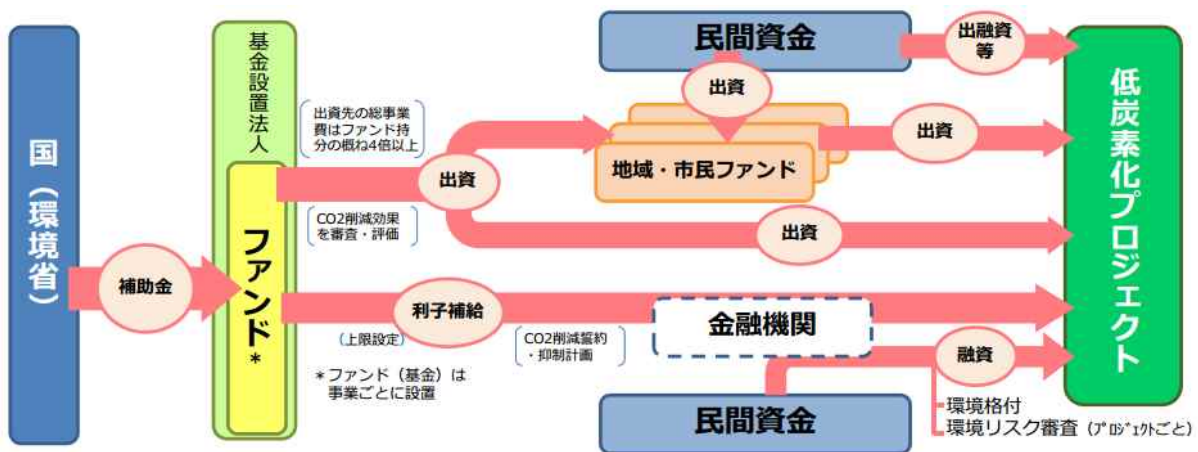 国（環境省）
補助金
基金設置法人
ファンド*
出資先の総事業
費はファンド持
分の概ね4倍以上
CO2削減効果
を審査・評価
出資
民間資金
出資
地域・市民ファンド
出融資
等
出資
出資
利子補給
（上限設定）
CO2削減誓約
・抑制計画
金融機関
＊ファンド（基金）は
事業ごとに設置
民間資金
融資
環境格付
環境リスク審査（ﾌﾟﾛｼﾞｪｸﾄごと）
低炭素化プロジェクト